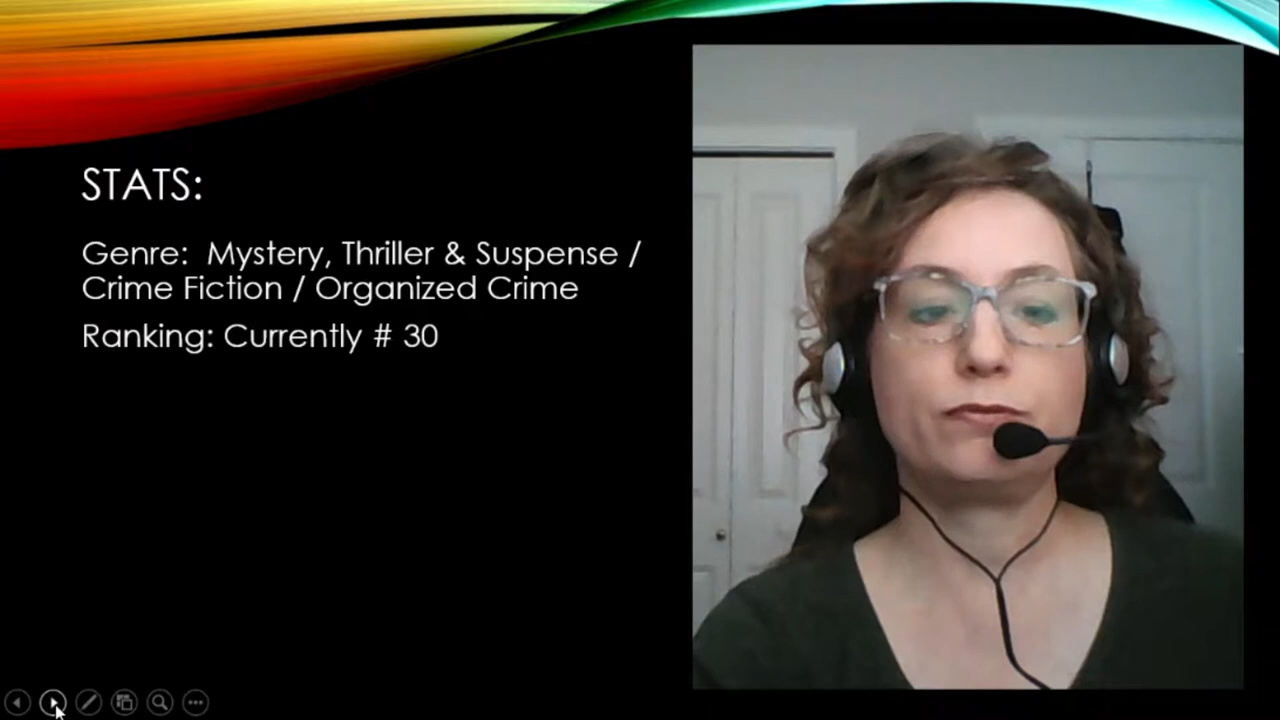 STATS:
Genre:  Mystery, Thriller & Suspense /
Crime Fiction / Organized Crime
Ranking: Currently # 30